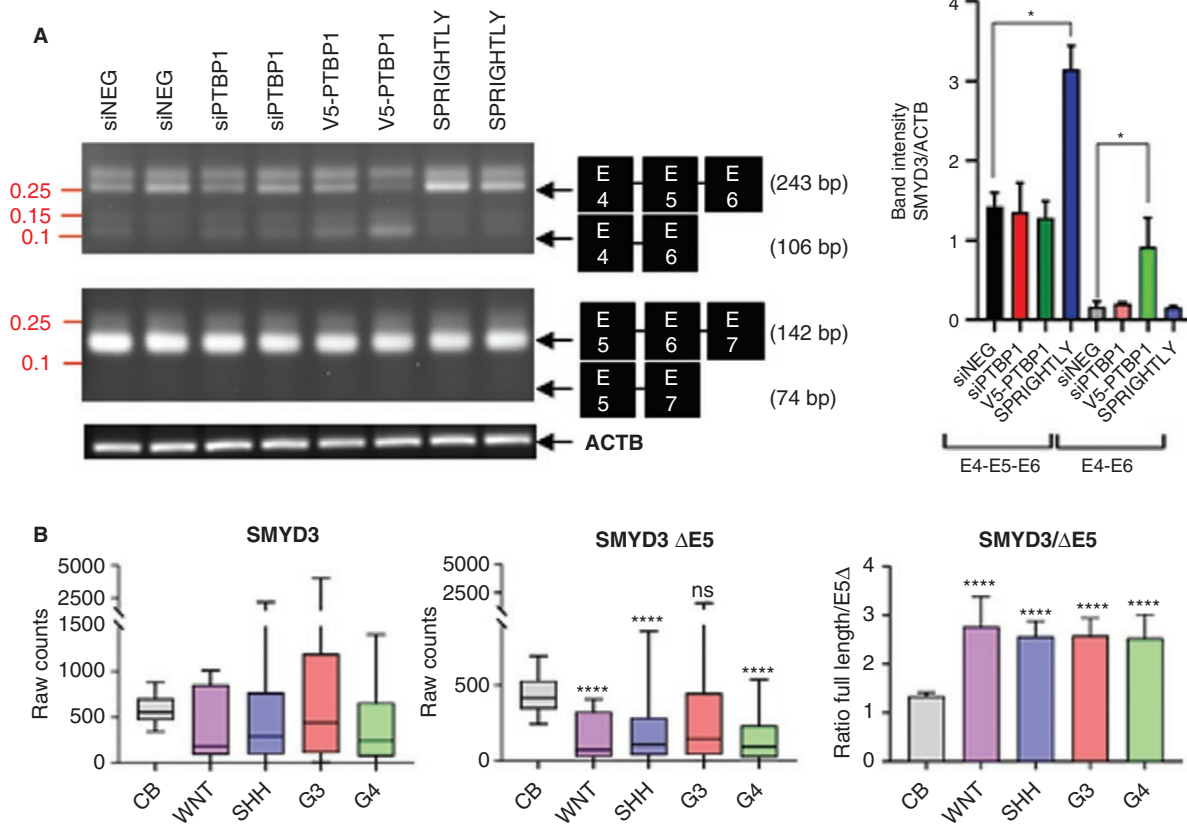 A
siNEG
siNEG
siPTBP1
siPTBP1
V5-PTBP1
V5-PTBP1
SPRIGHTLY
SPRIGHTLY
0.25
0.15
0.1
E 4 E 5 E 6 (243 bp)
E 4 E 6 (106 bp)
0.25
0.1
E 5 E 6 E 7 (142 bp)
E 5 E 7 (74 bp)
ACTB
Band intensity
SMYD3/ACTB
4
3
2
1
0
*
*
siNEG
siPTBP1
V5-PTBP1
SPRIGHTLY
siNEG
siPTBP1
V5-PTBP1
SPRIGHTLY
E4-E5-E6
E4-E6
B
SMYD3
Raw counts
5000
2500
1500
1000
500
0
CB
WNT
SHH
G3
G4
SMYD3 ΔE5
Raw counts
5000
2500
500
0
****
****
ns
****
CB
WNT
SHH
G3
G4
SMYD3/ΔE5
Ratio full length/E5Δ
4
3
2
1
0
****
****
****
****
CB
WNT
SHH
G3
G4